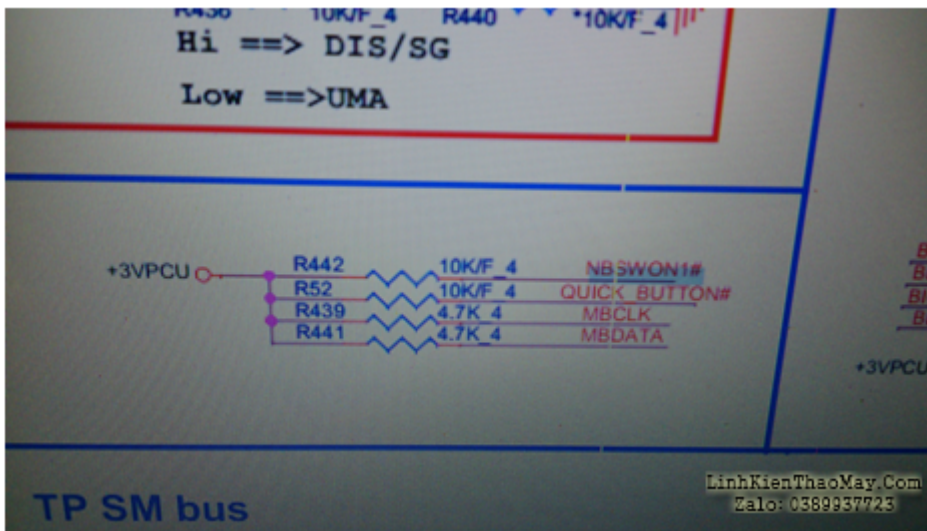 R436 10K/F_4 R440 *10K/F_4
Hi ==> DIS/SG
Low ==>UMA
+3VPCU
R442 10K/F_4 NBSWON1#
R52 10K/F_4 QUICK_BUTTON#
R439 4.7K_4 MBCLK
R441 4.7K_4 MBDATA
+3VPCU
TP SM bus
LinhKienThaoMay.Com
Zalo: 0389937723